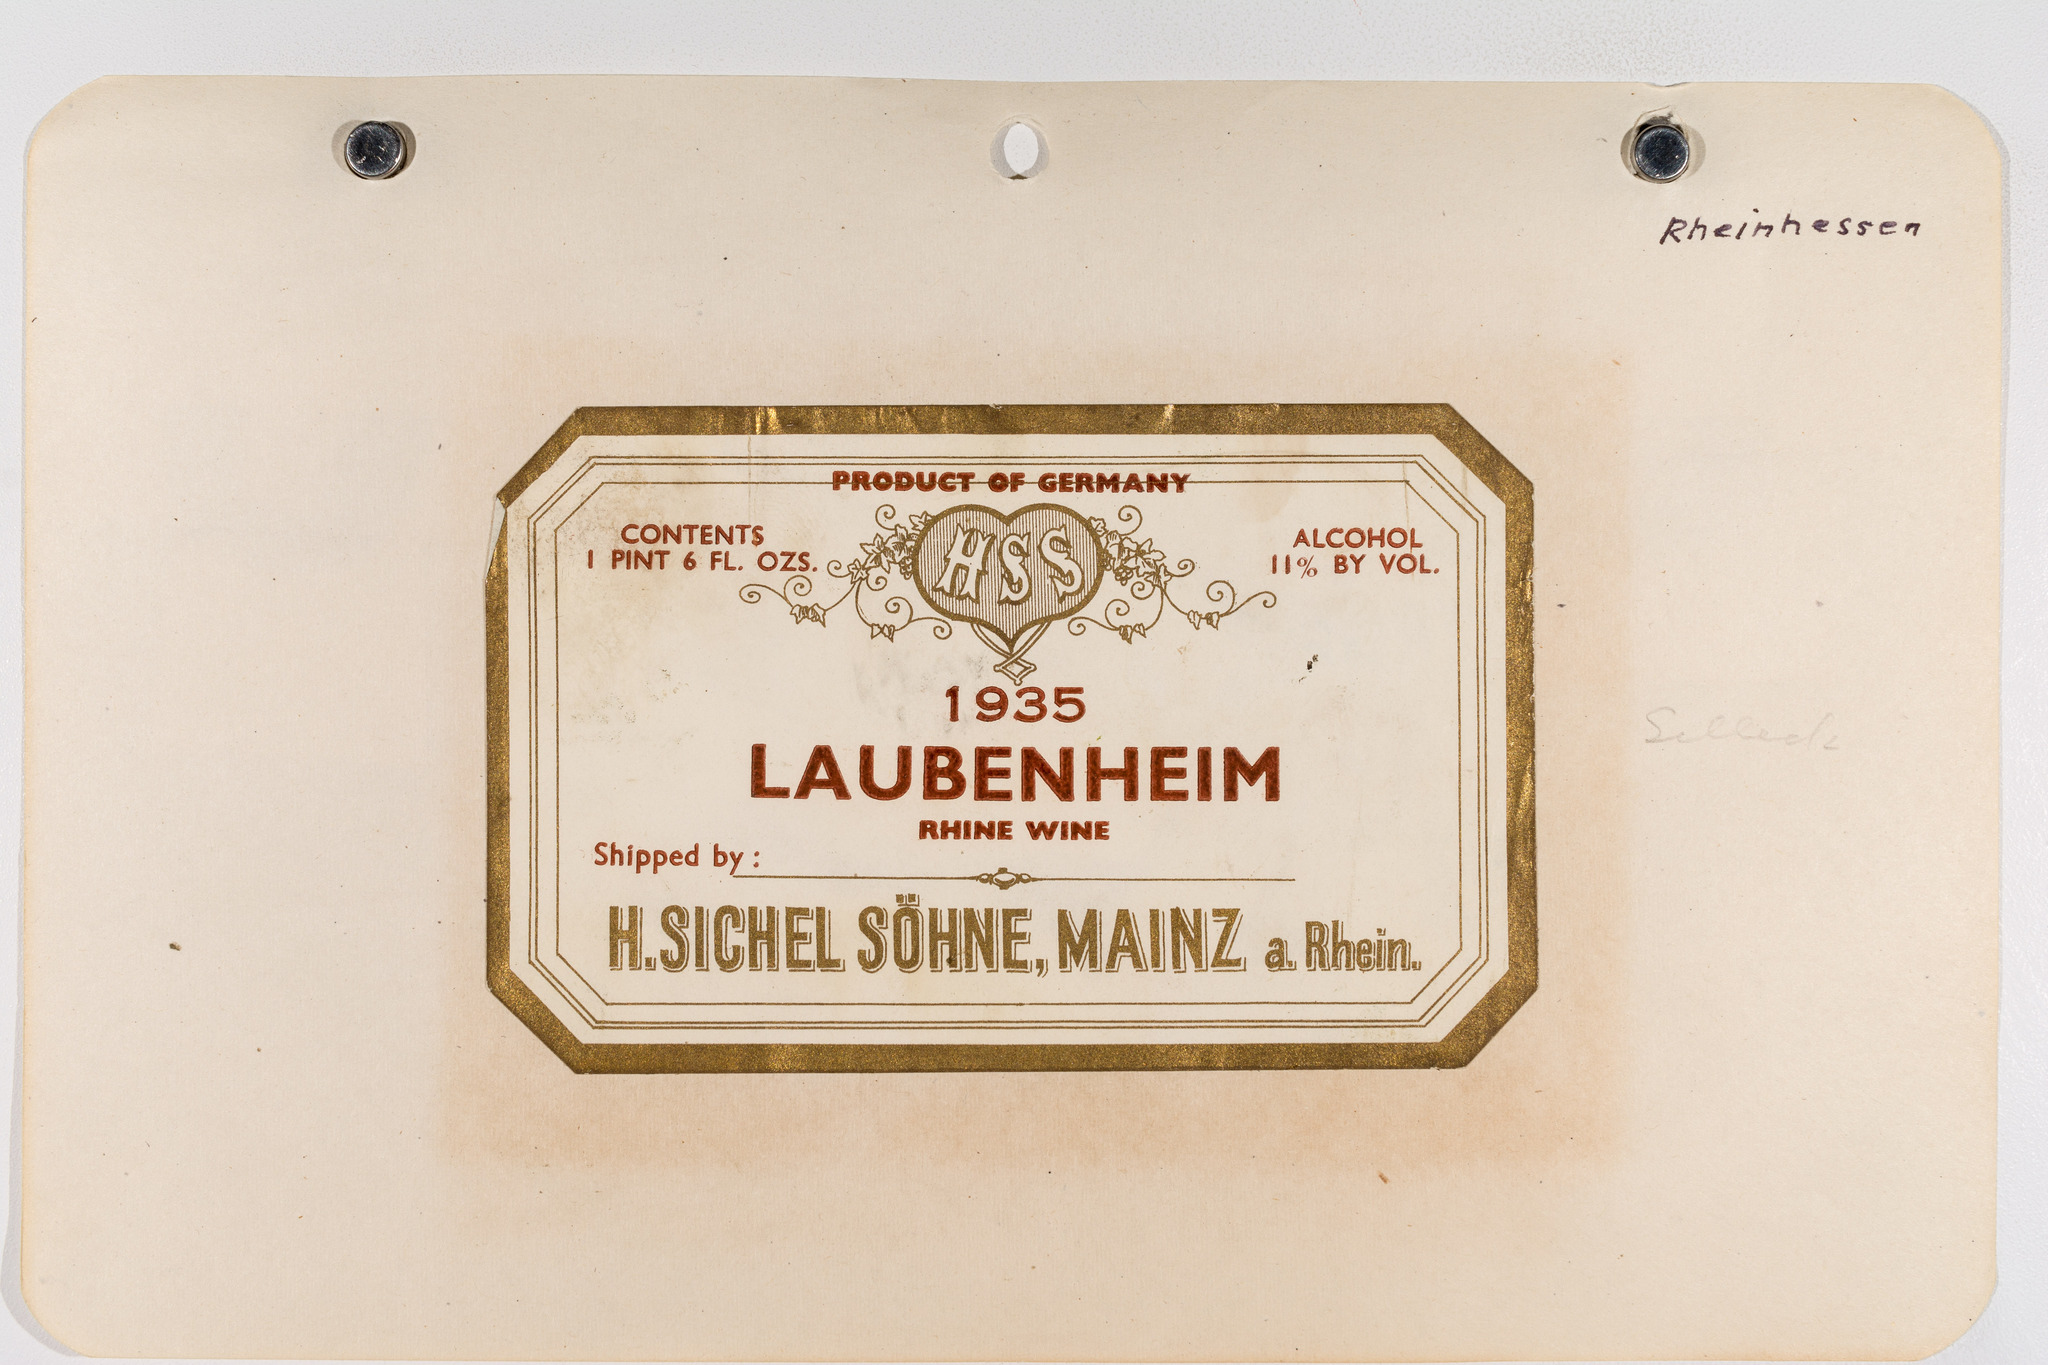 Rheinhessen
PRODUCT OF GERMANY
CONTENTS
1 PINT 6 FL. OZS.
HSS
ALCOHOL
11% BY VOL.
1935
LAUBENHEIM
RHINE WINE
Shipped by :
H. SICHEL SÖHNE, MAINZ a. Rhein.